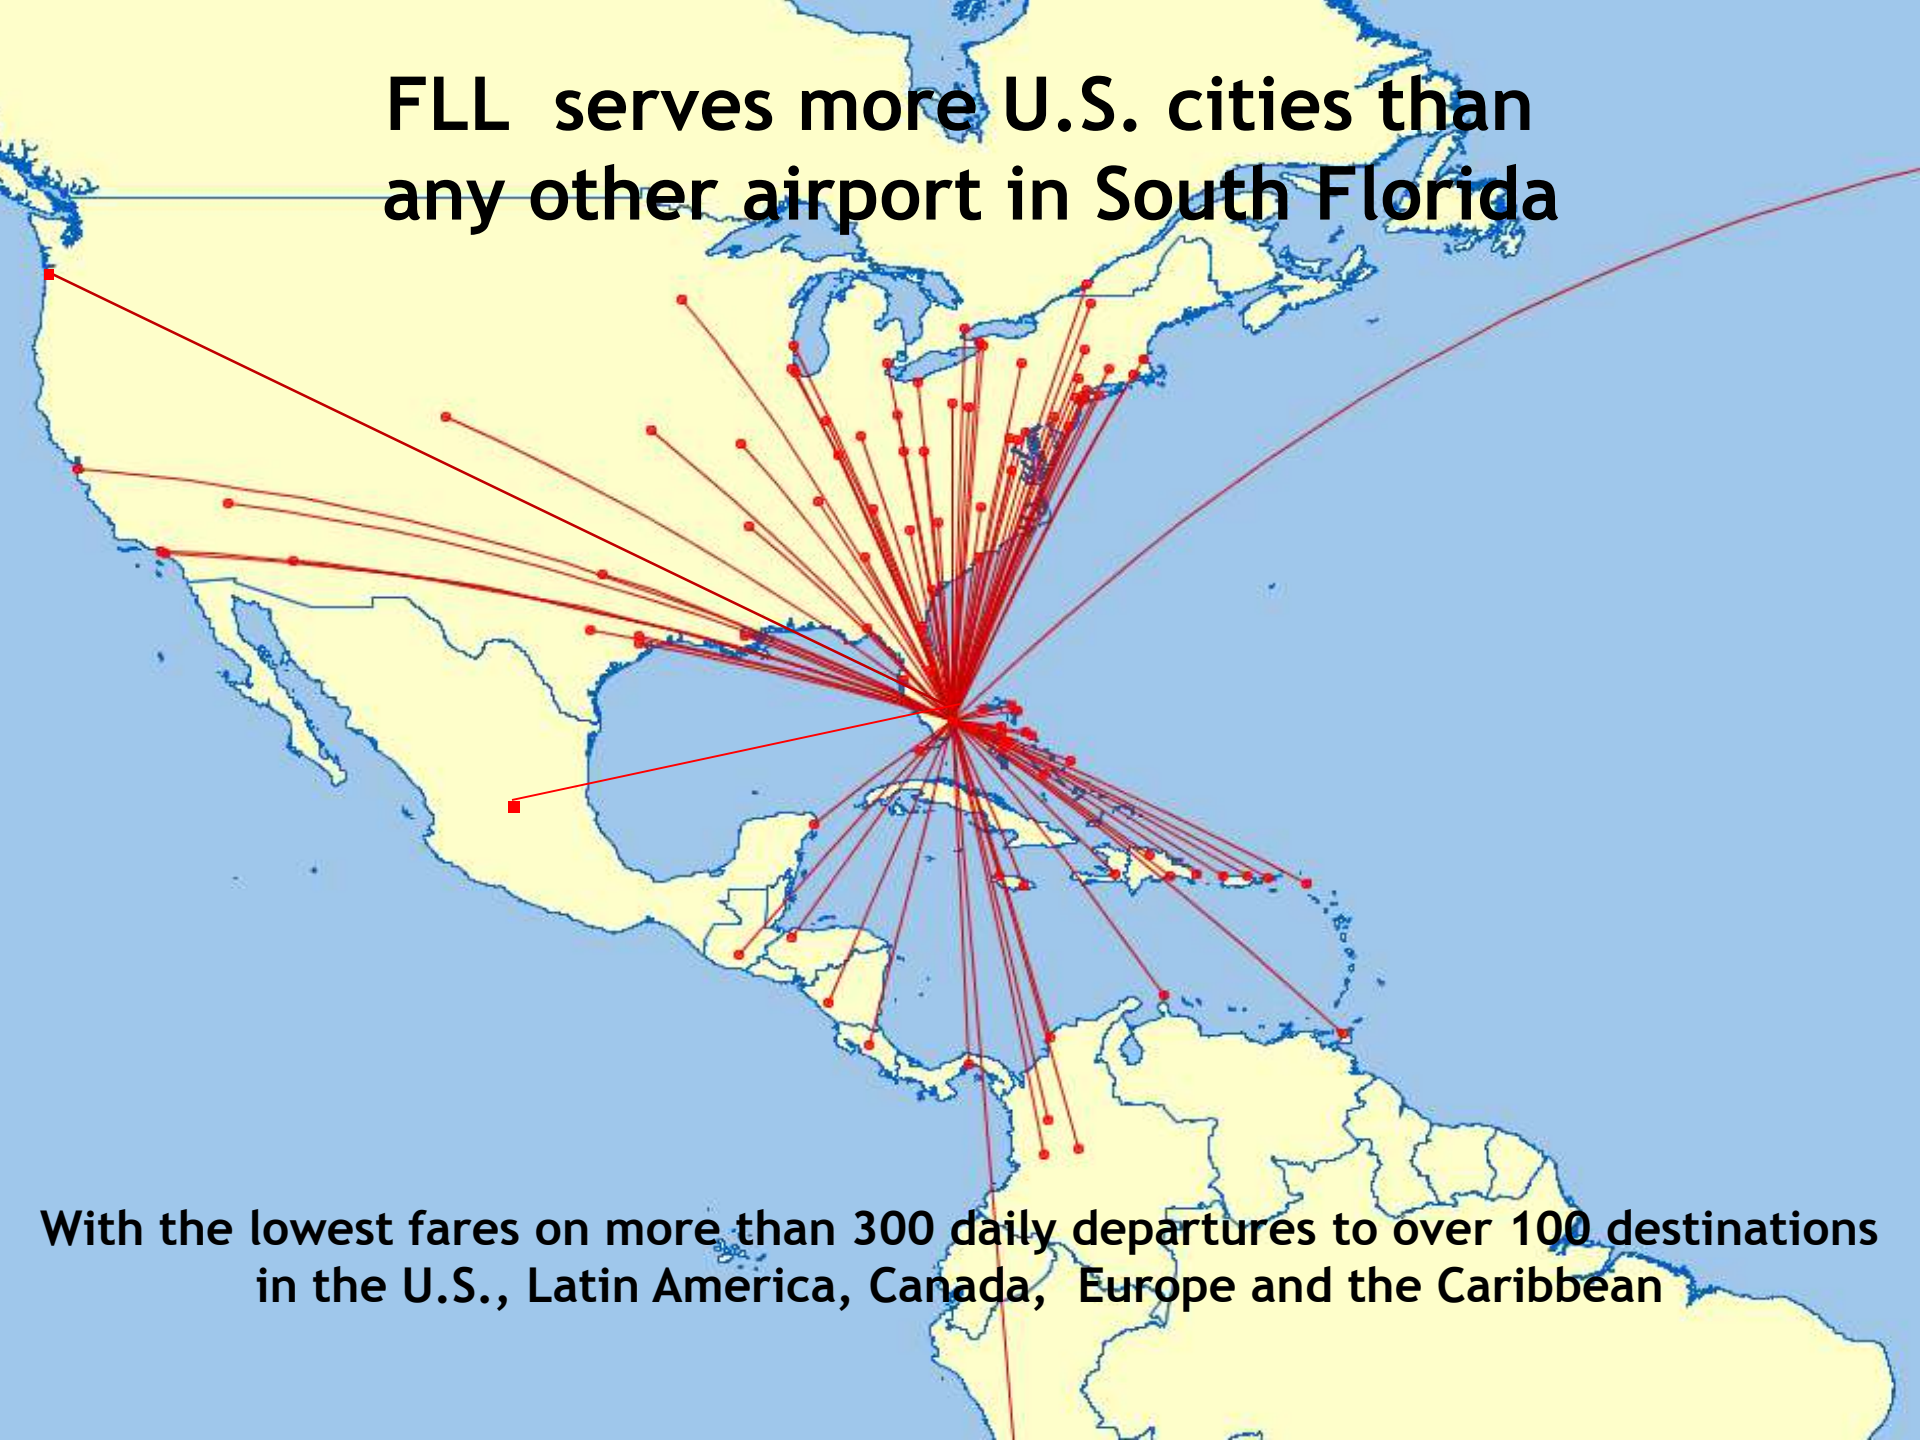 FLL  serves more U.S. cities than
any other airport in South Florida
With the lowest fares on more than 300 daily departures to over 100 destinations
in the U.S., Latin America, Canada,  Europe and the Caribbean